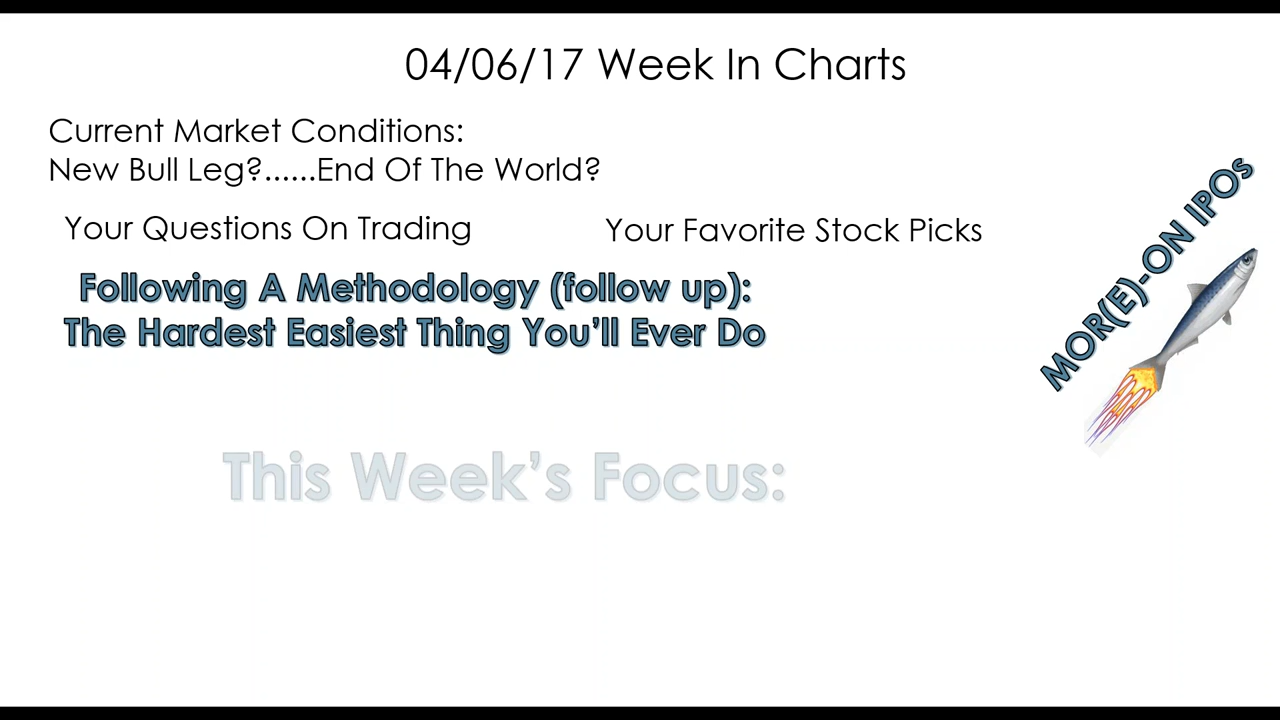 04/06/17 Week In Charts
Current Market Conditions:
New Bull Leg?......End Of The World?
Your Questions On Trading
Your Favorite Stock Picks
MOR(E)-ON IPOs
Following A Methodology (follow up):
The Hardest Easiest Thing You’ll Ever Do
This Week’s Focus: